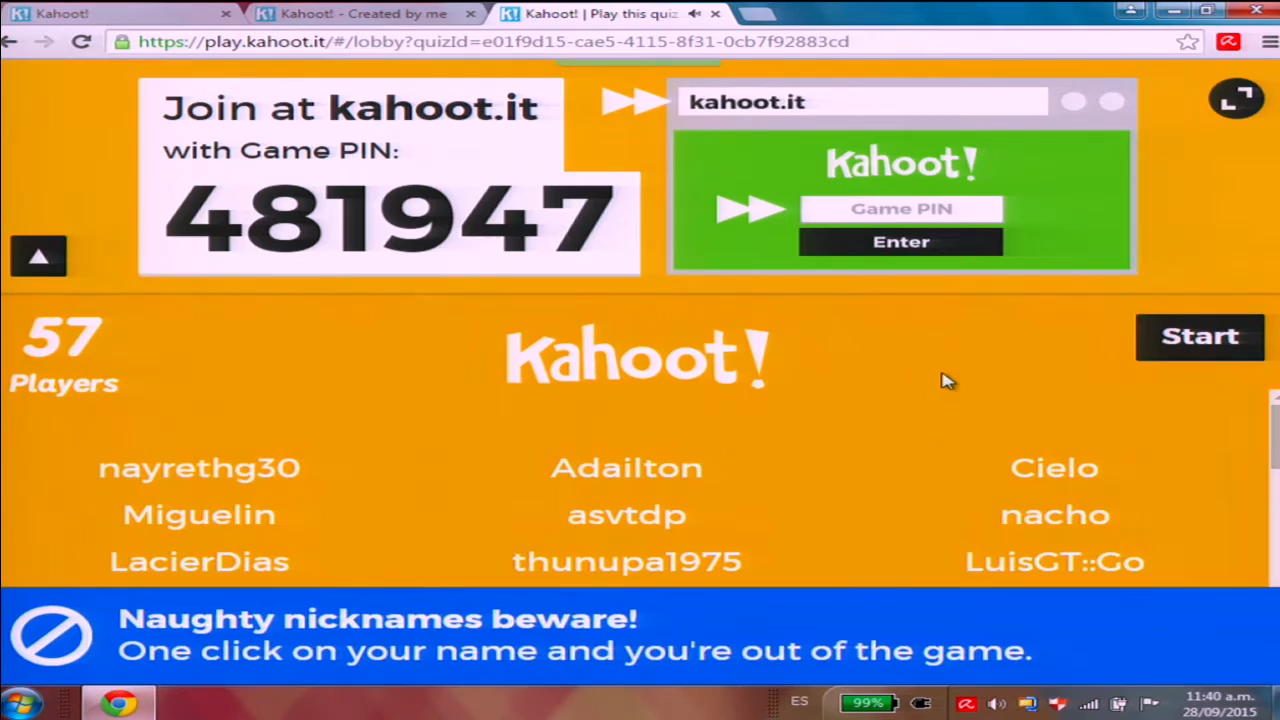 Kahoot!
Kahoot! - Created by me
Kahoot! | Play this quiz
https://play.kahoot.it/#/lobby?quizId=e01f9d15-cae5-4115-8f31-0cb7f92883cd
Join at kahoot.it
with Game PIN:
481947
kahoot.it
Kahoot!
Game PIN
Enter
57
Players
Kahoot!
Start
nayrethg30 Adailton Cielo
Miguelin asvtdp nacho
LacierDias thunupa1975 LuisGT::Go
Naughty nicknames beware!
One click on your name and you're out of the game.
ES 99% 11:40 a.m.
28/09/2015